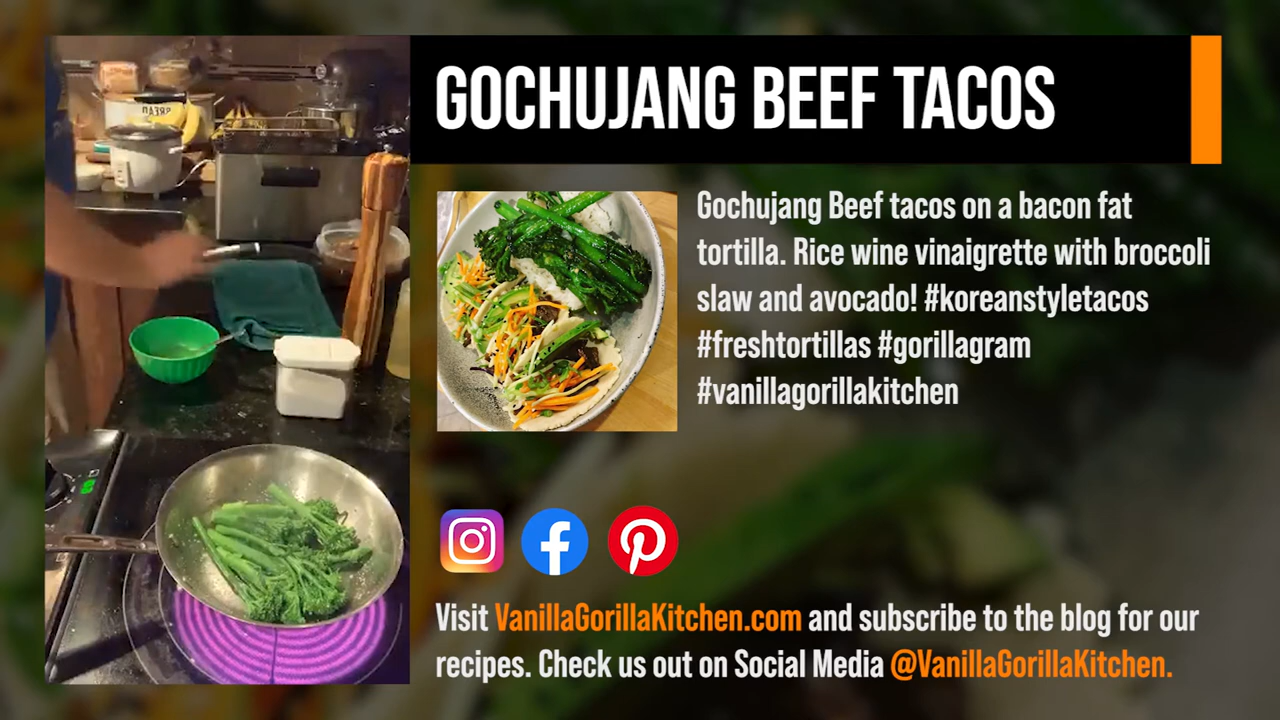 GOCHUJANG BEEF TACOS
Gochujang Beef tacos on a bacon fat
tortilla. Rice wine vinaigrette with broccoli
slaw and avocado! #koreanstyletacos
#freshtortillas #gorillagram
#vanillagorillakitchen
Visit VanillaGorillaKitchen.com and subscribe to the blog for our
recipes. Check us out on Social Media @VanillaGorillaKitchen.